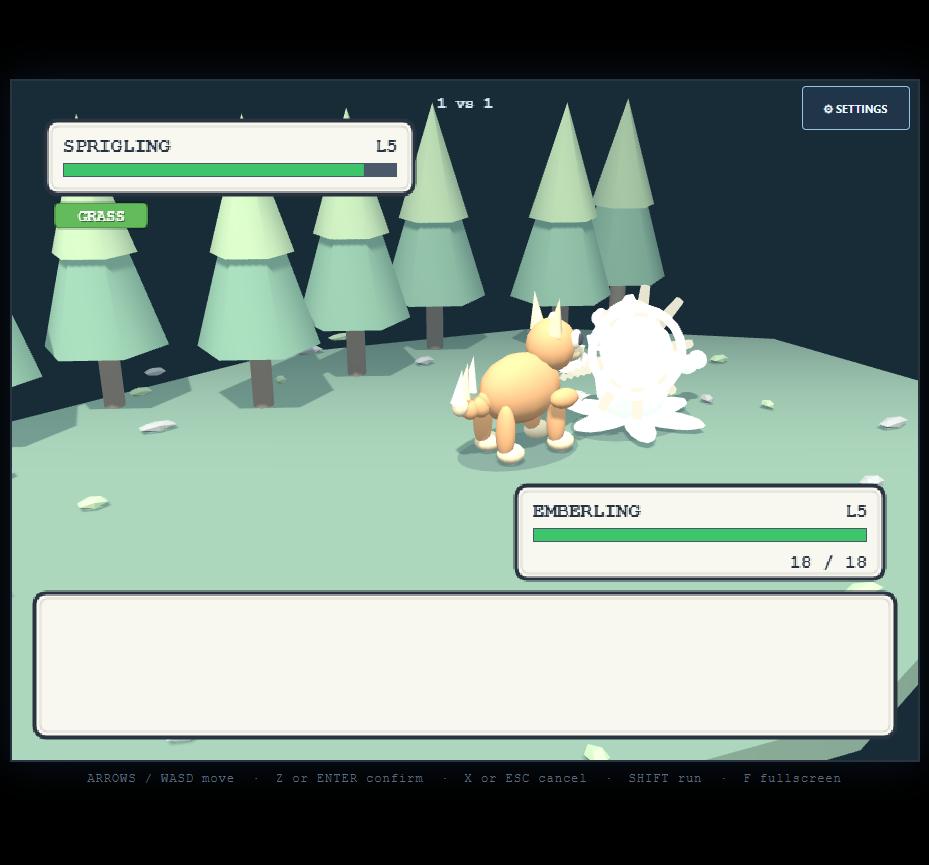 1 vs 1
⚙ SETTINGS
SPRIGLING L5
GRASS
EMBERLING L5
18 / 18
ARROWS / WASD move · Z or ENTER confirm · X or ESC cancel · SHIFT run · F fullscreen